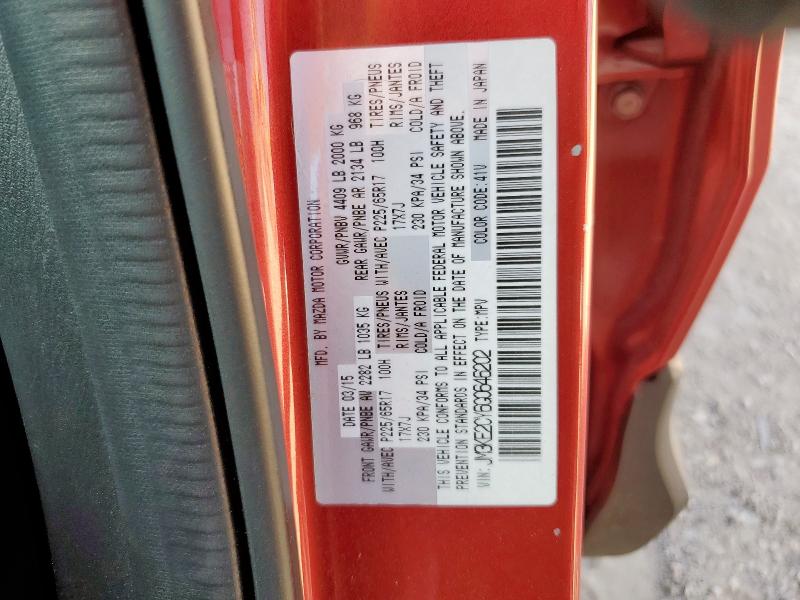 MFD. BY MAZDA MOTOR CORPORATION
DATE 03/15 GVWR/PNBV 4409 LB 2000 KG
FRONT GAWR/PNBE AV 2282 LB 1035 KG REAR GAWR/PNBE AR 2134 LB 968 KG
TIRES/PNEUS TIRES/PNEUS
WITH/AVEC P225/65R17 100H WITH/AVEC P225/65R17 100H
RIMS/JANTES RIMS/JANTES
17X7J 17X7J
COLD/A FROID COLD/A FROID
230 KPA/34 PSI 230 KPA/34 PSI
THIS VEHICLE CONFORMS TO ALL APPLICABLE FEDERAL MOTOR VEHICLE SAFETY AND THEFT
PREVENTION STANDARDS IN EFFECT ON THE DATE OF MANUFACTURE SHOWN ABOVE.
VIN: JM3KE2CY6G0646202 TYPE:MPV COLOR CODE:41V MADE IN JAPAN